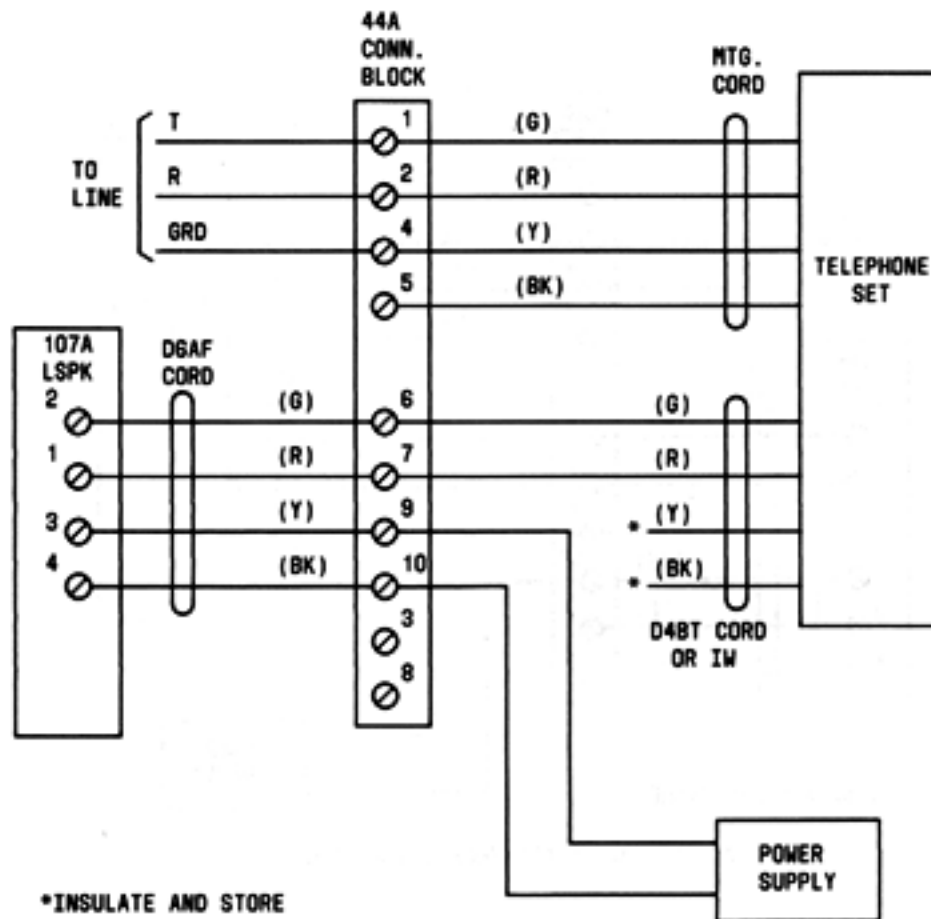 44A
CONN.
BLOCK
MTG.
CORD
TO
LINE
T
R
GRD
1
2
4
5
(G)
(R)
(Y)
(BK)
TELEPHONE
SET
107A
LSPK
2
1
3
4
D6AF
CORD
(G)
(R)
(Y)
(BK)
6
7
9
10
3
8
(G)
(R)
* (Y)
* (BK)
D4BT CORD
OR IW
POWER
SUPPLY
*INSULATE AND STORE